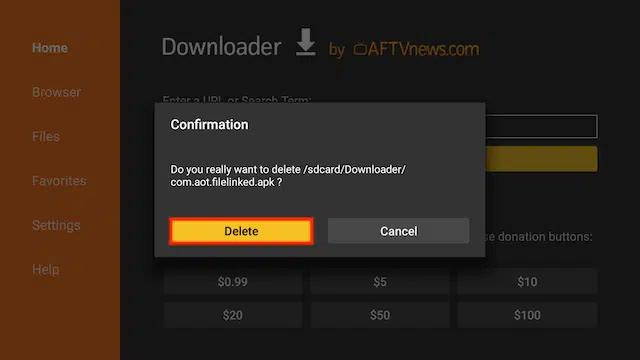 Home
Downloader by AFTVnews.com
Browser
Enter a URL or Search Term:
Confirmation
Files
Do you really want to delete /sdcard/Downloader/
com.aot.filelinked.apk ?
Favorites
Settings
Delete
Cancel
se donation buttons:
Help
$0.99
$5
$10
$20
$50
$100